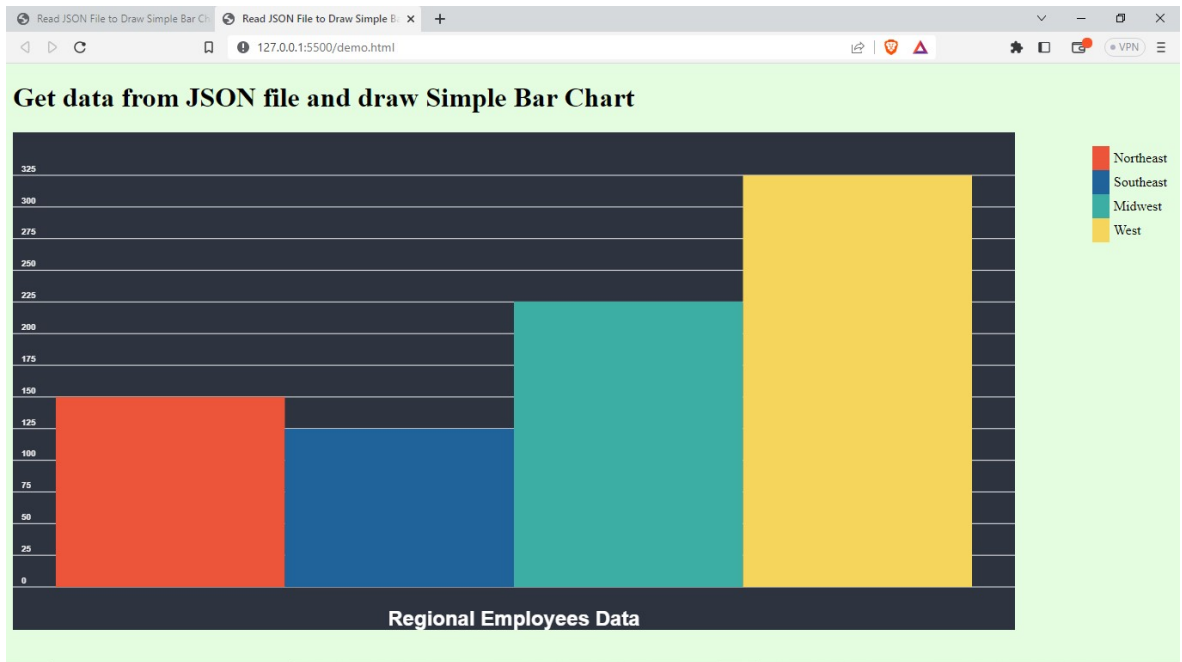 Read JSON File to Draw Simple Bar Ch
Read JSON File to Draw Simple B
127.0.0.1:5500/demo.html
VPN
Get data from JSON file and draw Simple Bar Chart
325
300
275
250
225
200
175
150
125
100
75
50
25
0
Regional Employees Data
Northeast
Southeast
Midwest
West